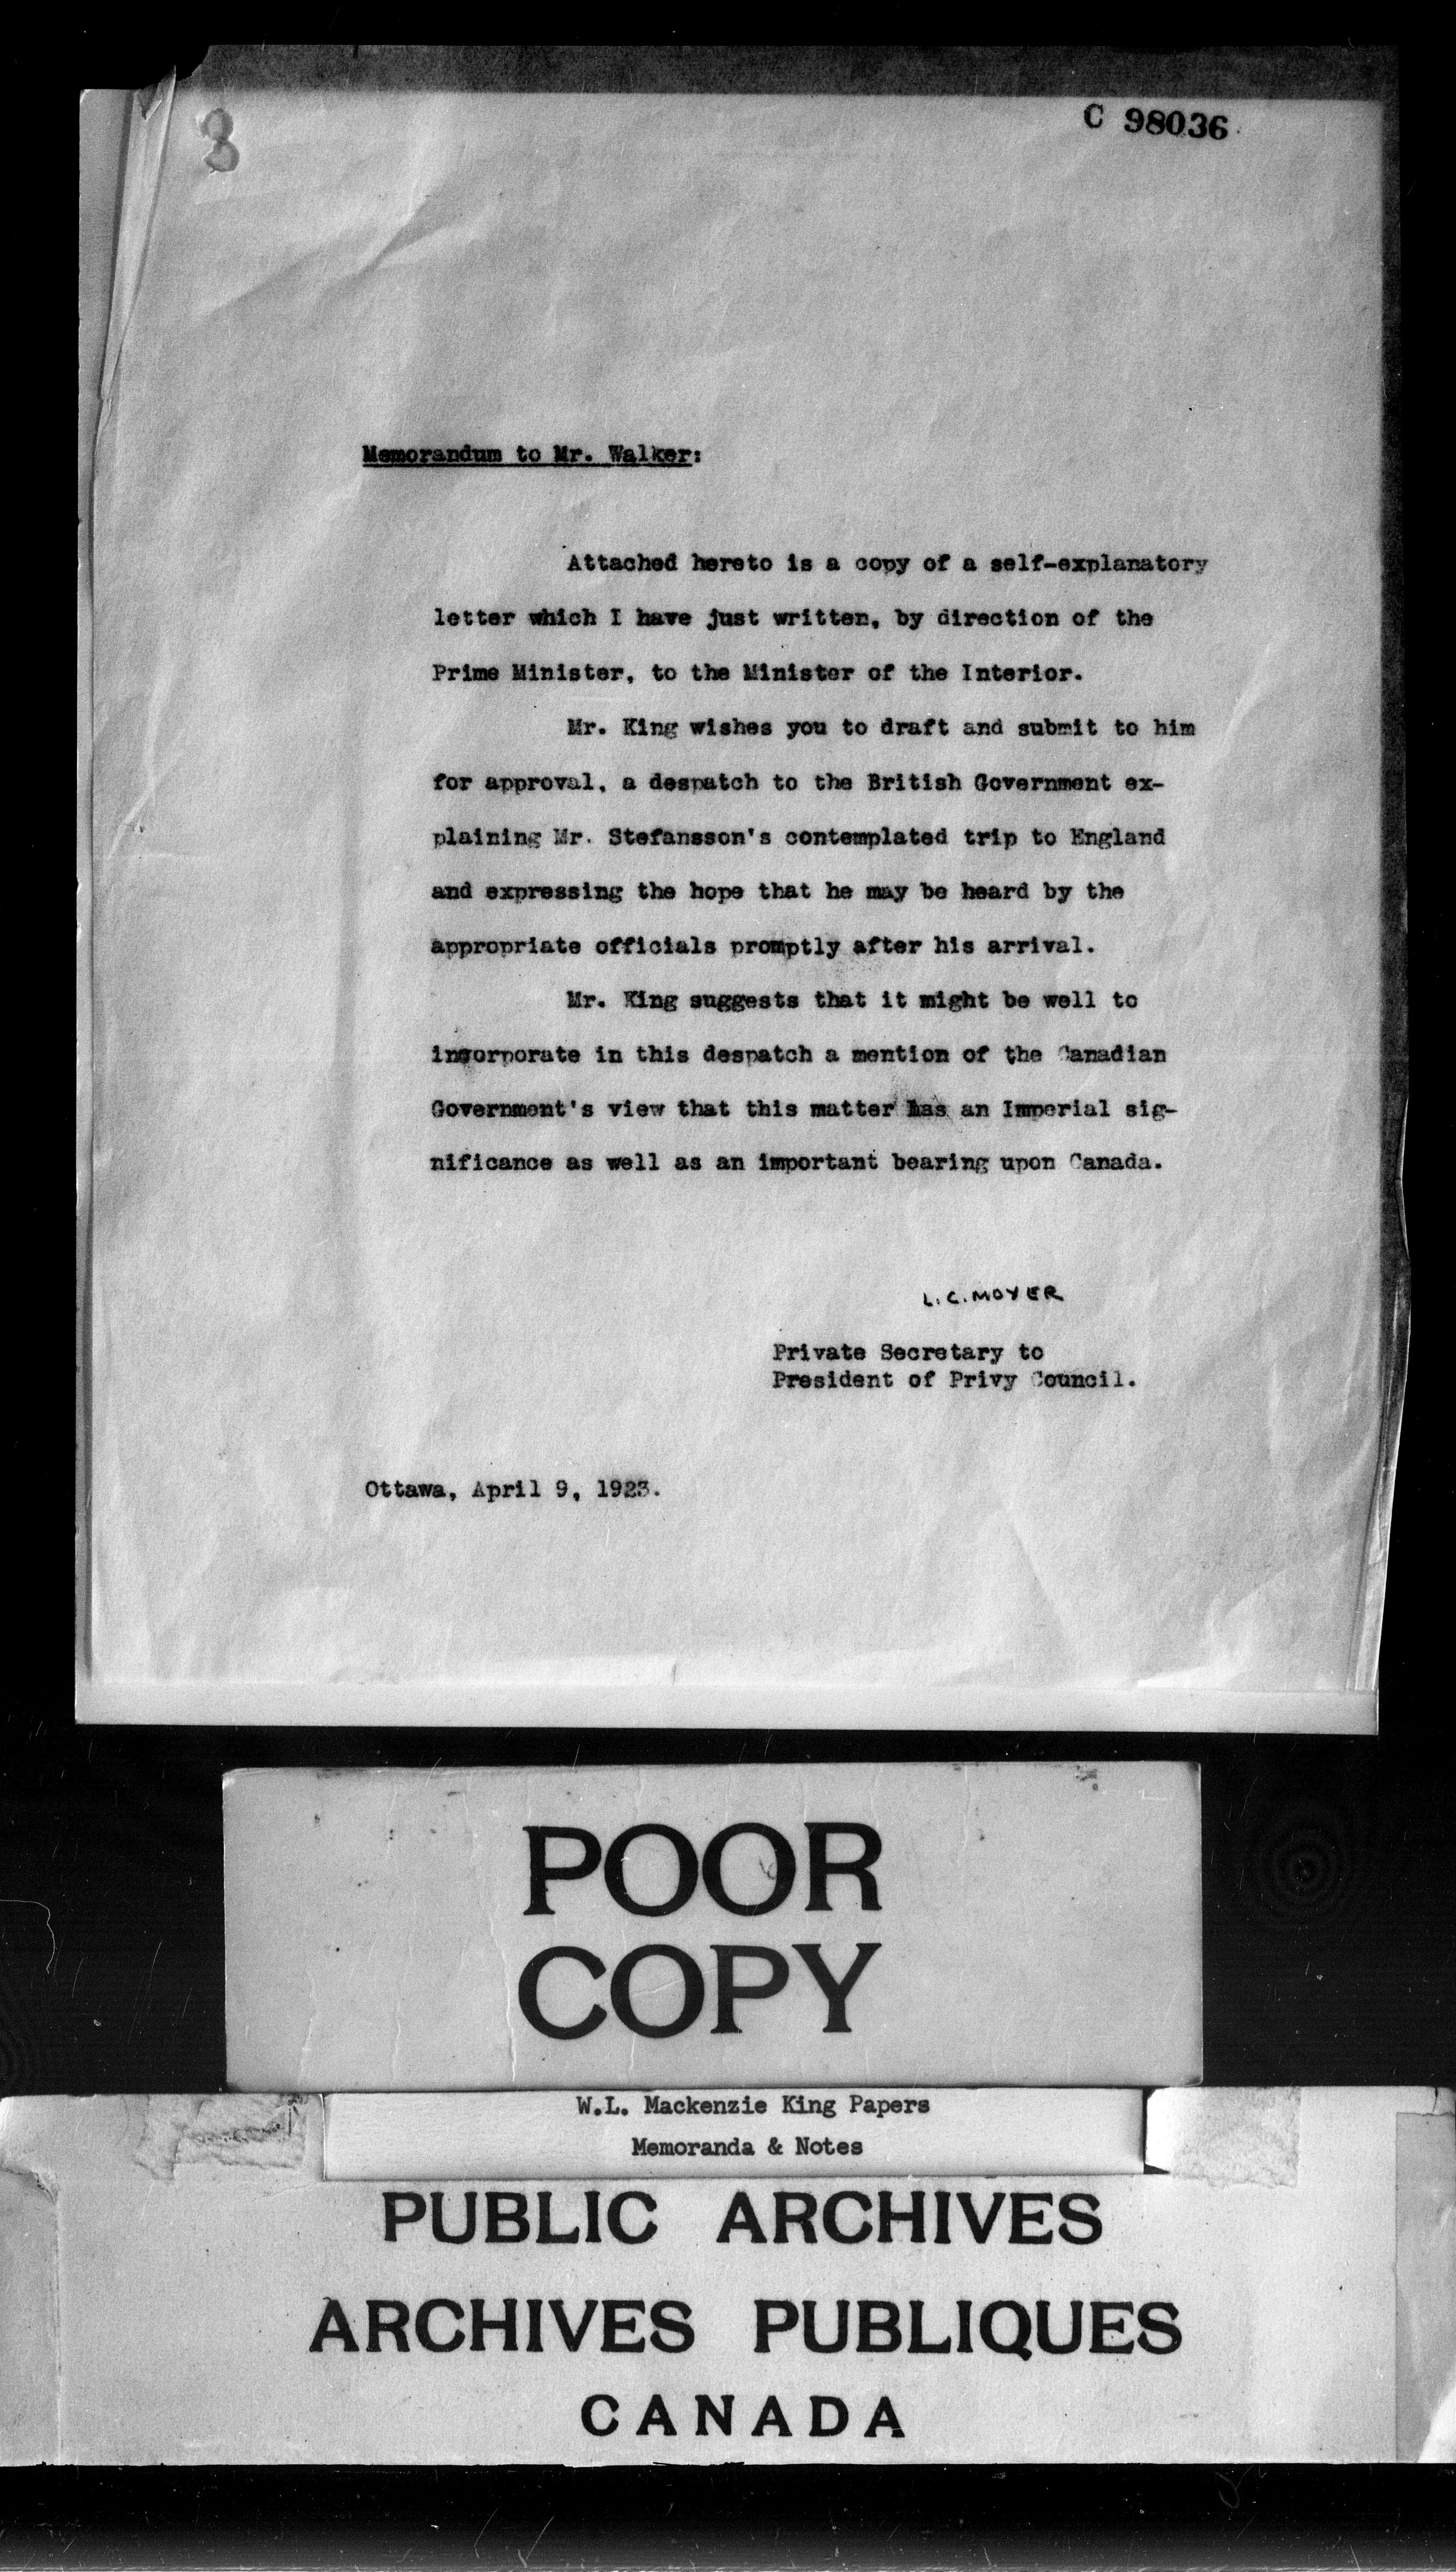 C 98036
Memorandum to Mr. Walker:
Attached hereto is a copy of a self-explanatory
letter which I have just written, by direction of the
Prime Minister, to the Minister of the Interior.
Mr. King wishes you to draft and submit to him
for approval, a despatch to the British Government ex-
plaining Mr. Stefansson's contemplated trip to England
and expressing the hope that he may be heard by the
appropriate officials promptly after his arrival.
Mr. King suggests that it might be well to
incorporate in this despatch a mention of the Canadian
Government's view that this matter has an Imperial sig-
nificance as well as an important bearing upon Canada.
L.C. MOYER
Private Secretary to
President of Privy Council.
Ottawa, April 9, 1923.
POOR
COPY
W.L. Mackenzie King Papers
Memoranda & Notes
PUBLIC ARCHIVES
ARCHIVES PUBLIQUES
CANADA